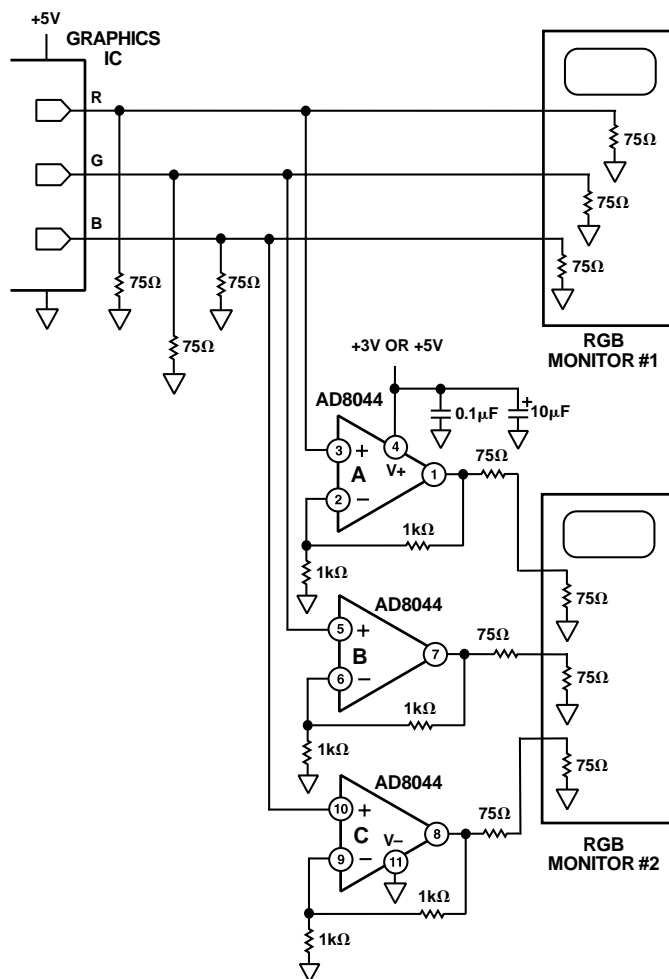 +5V
GRAPHICS
IC
R
G
B
75Ω
75Ω
75Ω
75Ω
75Ω
75Ω
RGB
MONITOR #1
+3V OR +5V
AD8044
0.1µF
+
10µF
3
+
4
V+
A
1
2
−
75Ω
1kΩ
1kΩ
75Ω
AD8044
5
+
B
7
6
−
75Ω
75Ω
1kΩ
1kΩ
75Ω
AD8044
10
+
C
8
V−
9
−
11
75Ω
RGB
MONITOR #2
1kΩ
1kΩ